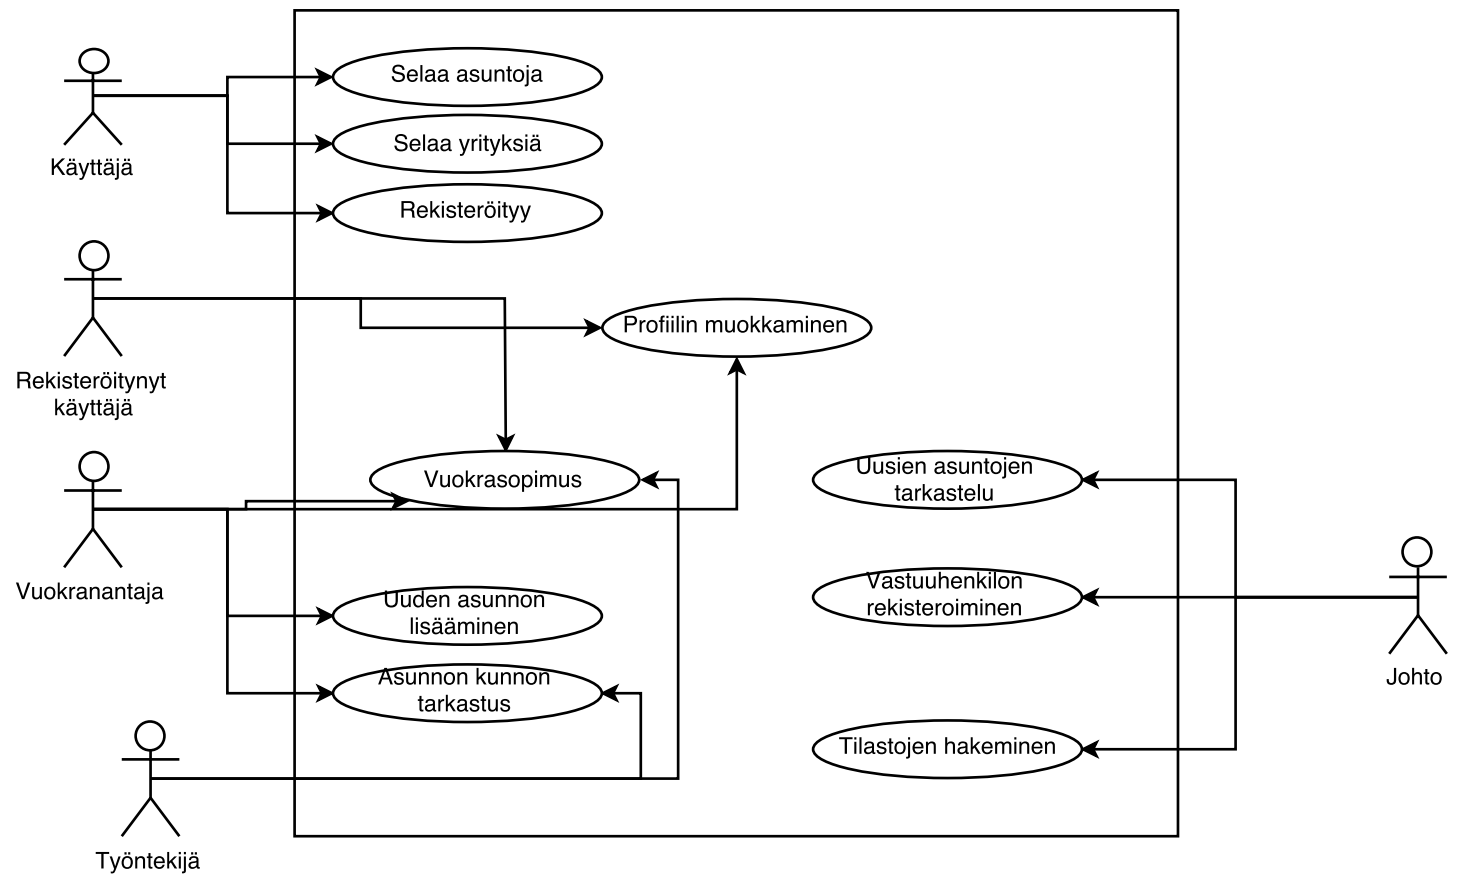 Selaa asuntoja
Selaa yrityksiä
Käyttäjä
Rekisteröityy
Profiilin muokkaminen
Rekisteröitynyt
käyttäjä
Vuokrasopimus
Uusien asuntojen
tarkastelu
Vuokranantaja
Uuden asunnon
lisääminen
Vastuuhenkilon
rekisteroiminen
Asunnon kunnon
tarkastus
Johto
Tilastojen hakeminen
Työntekijä